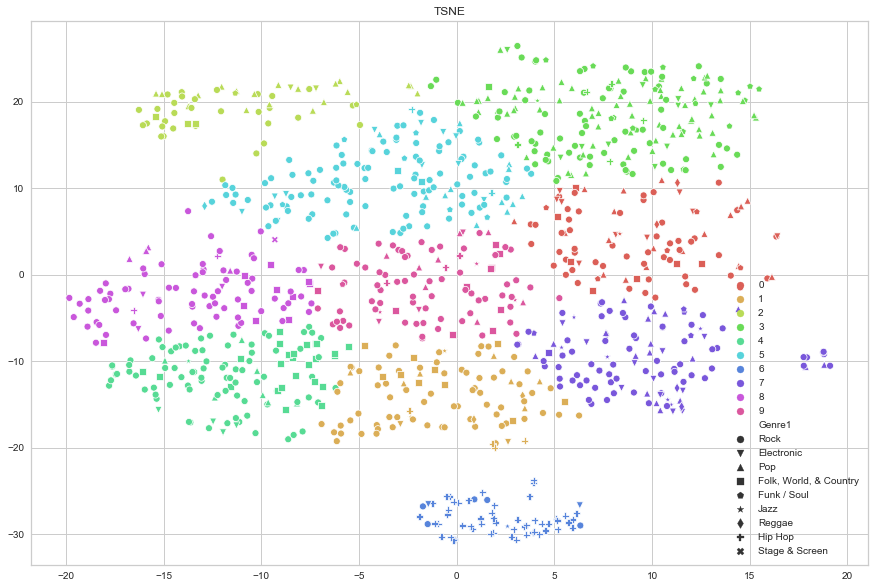 TSNE
20
10
0
−10
−20
−30
0
1
2
3
4
5
6
7
8
9
Genre1
Rock
Electronic
Pop
Folk, World, & Country
Funk / Soul
Jazz
Reggae
Hip Hop
Stage & Screen
−20
−15
−10
−5
0
5
10
15
20